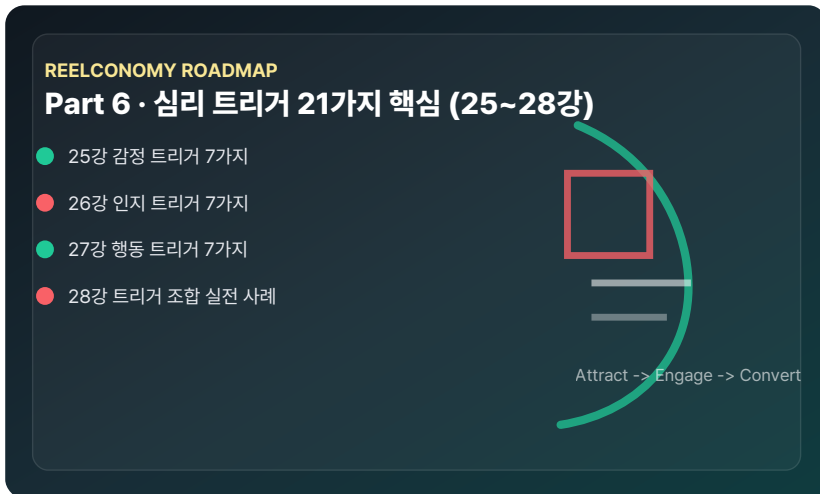 REELCONOMY ROADMAP
Part 6 · 심리 트리거 21가지 핵심 (25~28강)
25강 감정 트리거 7가지
26강 인지 트리거 7가지
27강 행동 트리거 7가지
28강 트리거 조합 실전 사례
Attract -> Engage -> Convert